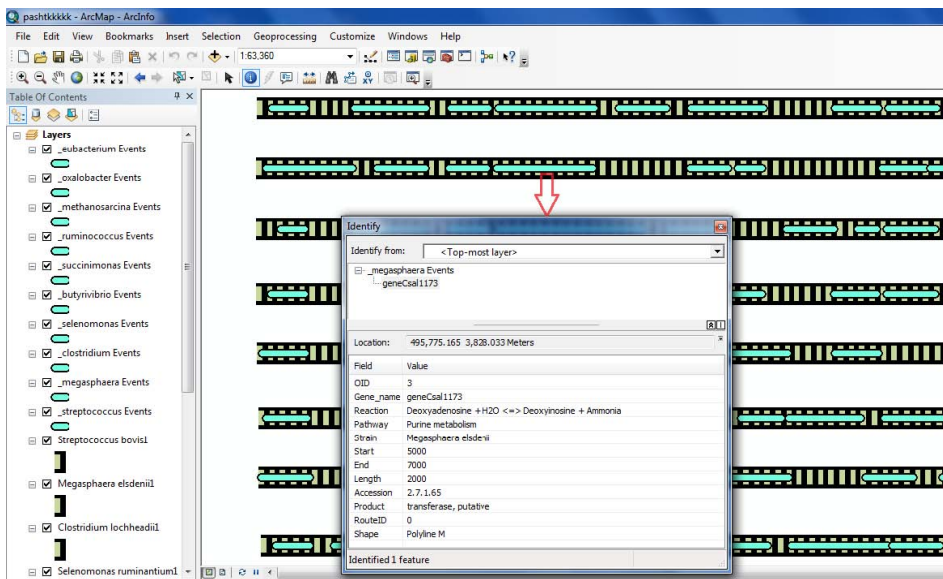 pashtkkkkk - ArcMap - ArcInfo
File Edit View Bookmarks Insert Selection Geoprocessing Customize Windows Help
1:63,360
Table Of Contents
Layers
_eubacterium Events
_oxalobacter Events
_methanosarcina Events
_ruminococcus Events
_succinimonas Events
_butyrivibrio Events
_selenomonas Events
_clostridium Events
_megasphaera Events
_streptococcus Events
Streptococcus bovis1
Megasphaera elsdenii1
Clostridium lochheadii1
Selenomonas ruminantium1
Identify
Identify from: <Top-most layer>
_megasphaera Events
geneCsal1173
Location: 495,775.165 3,828.033 Meters
Field Value
OID 3
Gene_name geneCsal1173
Reaction Deoxyadenosine +H2O <=> Deoxyinosine + Ammonia
Pathway Purine metabolism
Strain Megasphaera elsdenii
Start 5000
End 7000
Length 2000
Accession 2.7.1.65
Product transferase, putative
RouteID 0
Shape Polyline M
Identified 1 feature